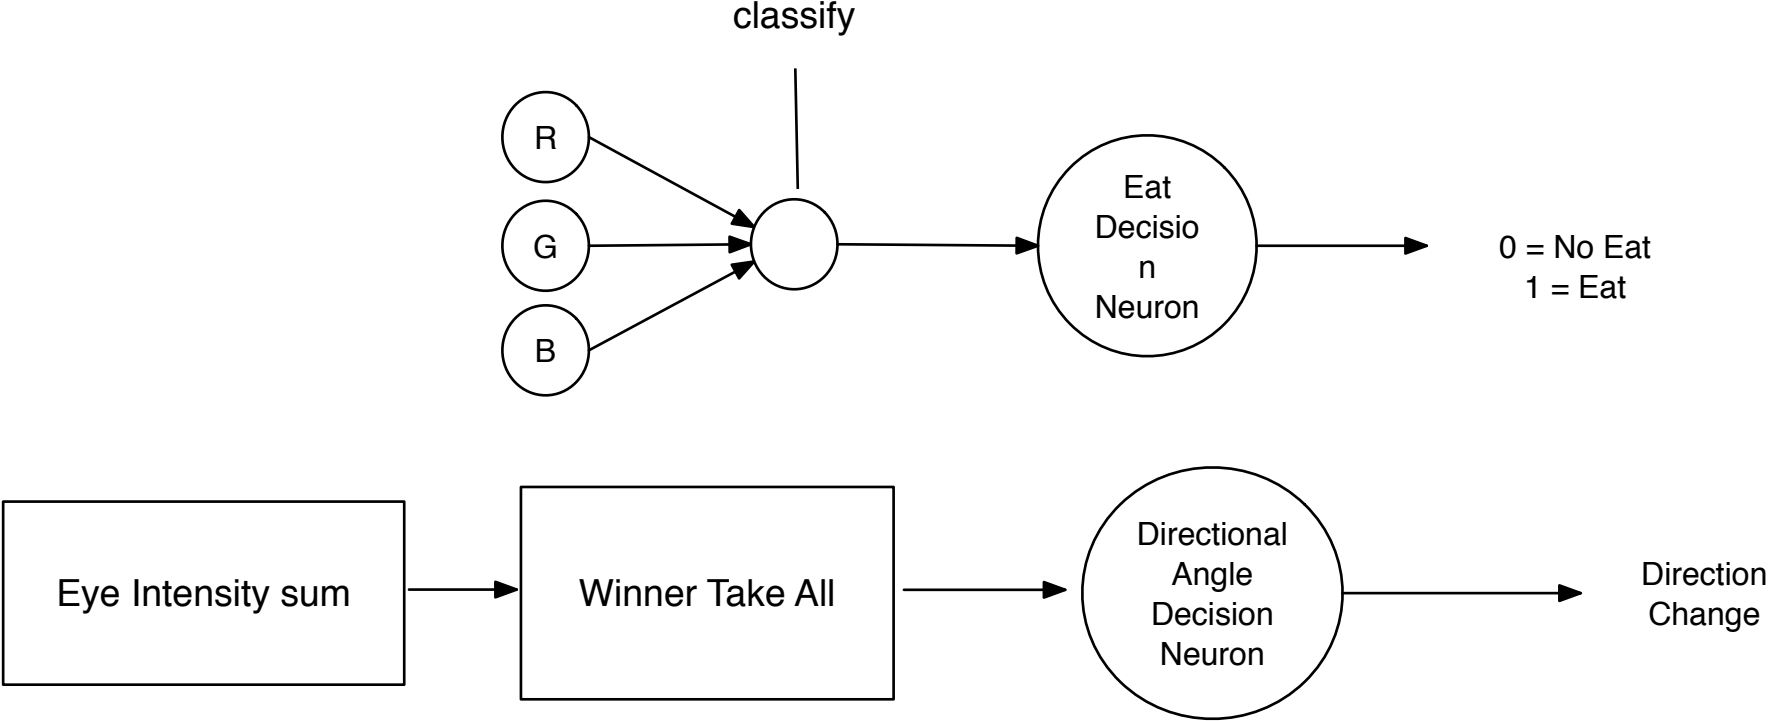 classify
R
G
B
Eat
Decisio
n
Neuron
0 = No Eat
1 = Eat
Eye Intensity sum
Winner Take All
Directional
Angle
Decision
Neuron
Direction
Change